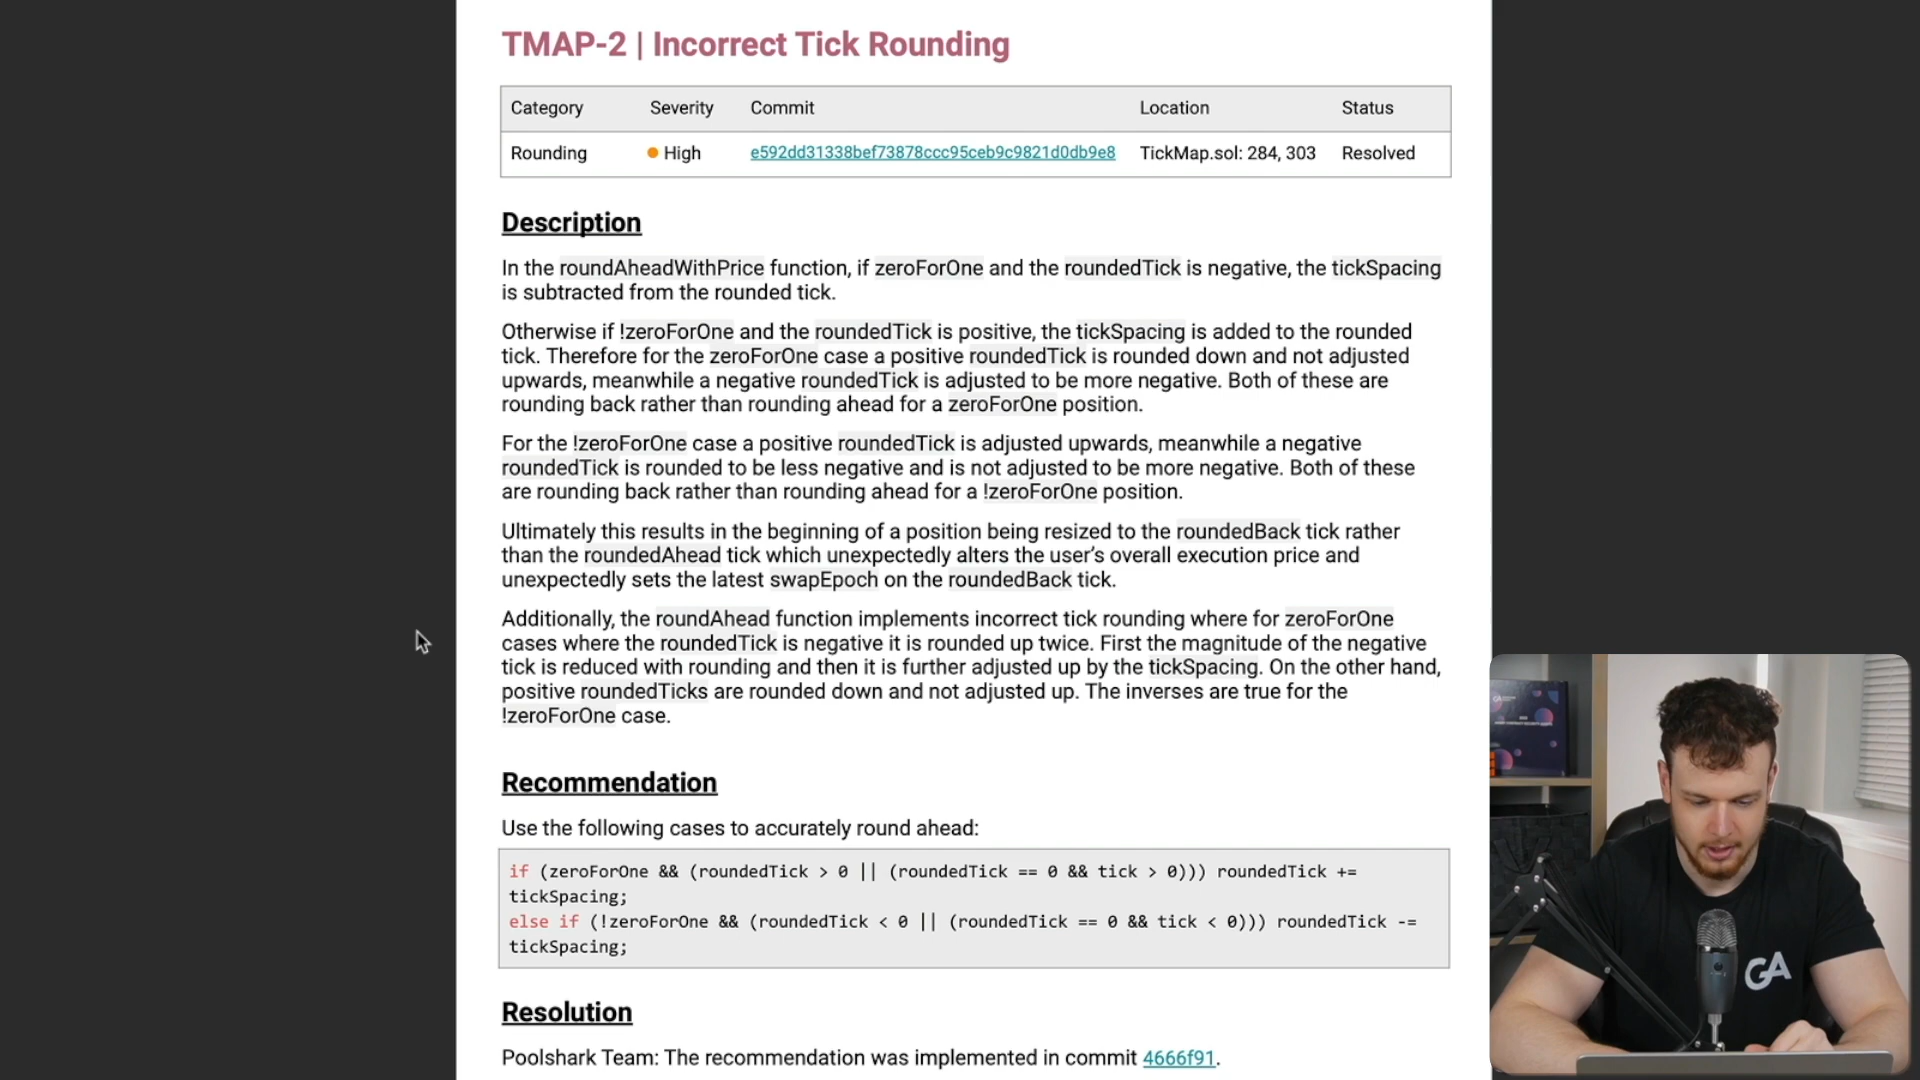 TMAP-2 | Incorrect Tick Rounding
Category Severity Commit Location Status
Rounding High e592dd31338bef73878ccc95ceb9c9821d0db9e8 TickMap.sol: 284, 303 Resolved
Description
In the roundAheadWithPrice function, if zeroForOne and the roundedTick is negative, the tickSpacing
is subtracted from the rounded tick.
Otherwise if !zeroForOne and the roundedTick is positive, the tickSpacing is added to the rounded
tick. Therefore for the zeroForOne case a positive roundedTick is rounded down and not adjusted
upwards, meanwhile a negative roundedTick is adjusted to be more negative. Both of these are
rounding back rather than rounding ahead for a zeroForOne position.
For the !zeroForOne case a positive roundedTick is adjusted upwards, meanwhile a negative
roundedTick is rounded to be less negative and is not adjusted to be more negative. Both of these
are rounding back rather than rounding ahead for a !zeroForOne position.
Ultimately this results in the beginning of a position being resized to the roundedBack tick rather
than the roundedAhead tick which unexpectedly alters the user’s overall execution price and
unexpectedly sets the latest swapEpoch on the roundedBack tick.
Additionally, the roundAhead function implements incorrect tick rounding where for zeroForOne
cases where the roundedTick is negative it is rounded up twice. First the magnitude of the negative
tick is reduced with rounding and then it is further adjusted up by the tickSpacing. On the other hand,
positive roundedTicks are rounded down and not adjusted up. The inverses are true for the
!zeroForOne case.
Recommendation
Use the following cases to accurately round ahead:
if (zeroForOne && (roundedTick > 0 || (roundedTick == 0 && tick > 0))) roundedTick +=
tickSpacing;
else if (!zeroForOne && (roundedTick < 0 || (roundedTick == 0 && tick < 0))) roundedTick -=
tickSpacing;
Resolution
Poolshark Team: The recommendation was implemented in commit 4666f91.
GA